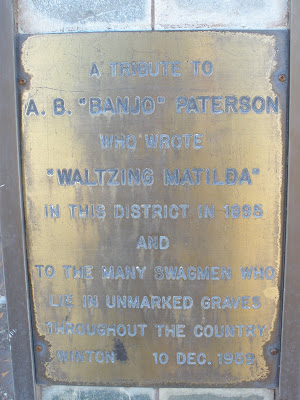 A TRIBUTE TO
A. B. "BANJO" PATERSON
WHO WROTE
"WALTZING MATILDA"
IN THIS DISTRICT IN 1895
AND
TO THE MANY SWAGMEN WHO
LIE IN UNMARKED GRAVES
THROUGHOUT THE COUNTRY
WINTON 10 DEC.